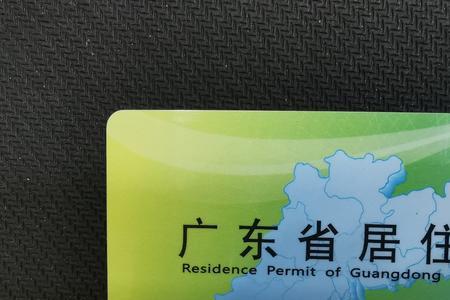 广东省居住
Residence Permit of Guangdong